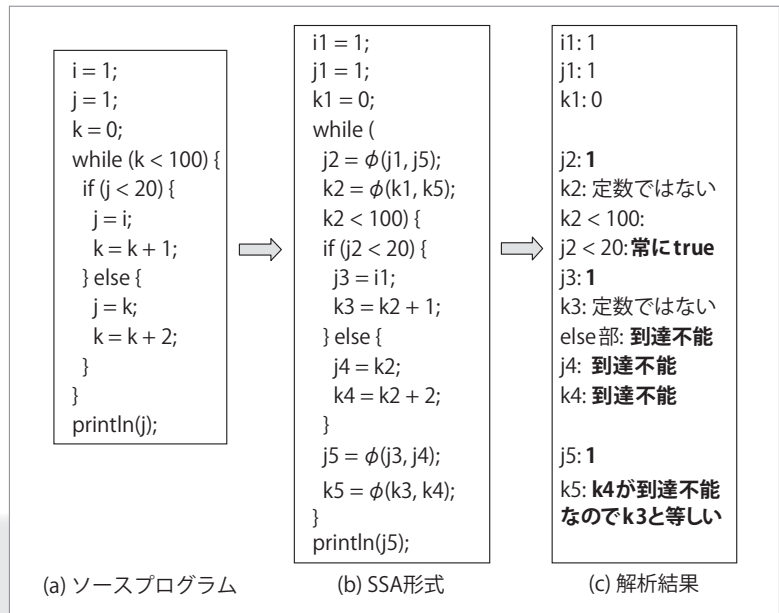 i = 1;
j = 1;
k = 0;
while (k < 100) {
if (j < 20) {
j = i;
k = k + 1;
} else {
j = k;
k = k + 2;
}
}
println(j);
(a) ソースプログラム
i1 = 1;
j1 = 1;
k1 = 0;
while (
j2 = φ(j1, j5);
k2 = φ(k1, k5);
k2 < 100) {
if (j2 < 20) {
j3 = i1;
k3 = k2 + 1;
} else {
j4 = k2;
k4 = k2 + 2;
}
j5 = φ(j3, j4);
k5 = φ(k3, k4);
}
println(j5);
(b) SSA形式
i1: 1
j1: 1
k1: 0
j2: 1
k2: 定数ではない
k2 < 100:
j2 < 20: 常にtrue
j3: 1
k3: 定数ではない
else部: 到達不能
j4: 到達不能
k4: 到達不能
j5: 1
k5: k4が到達不能
なのでk3と等しい
(c) 解析結果